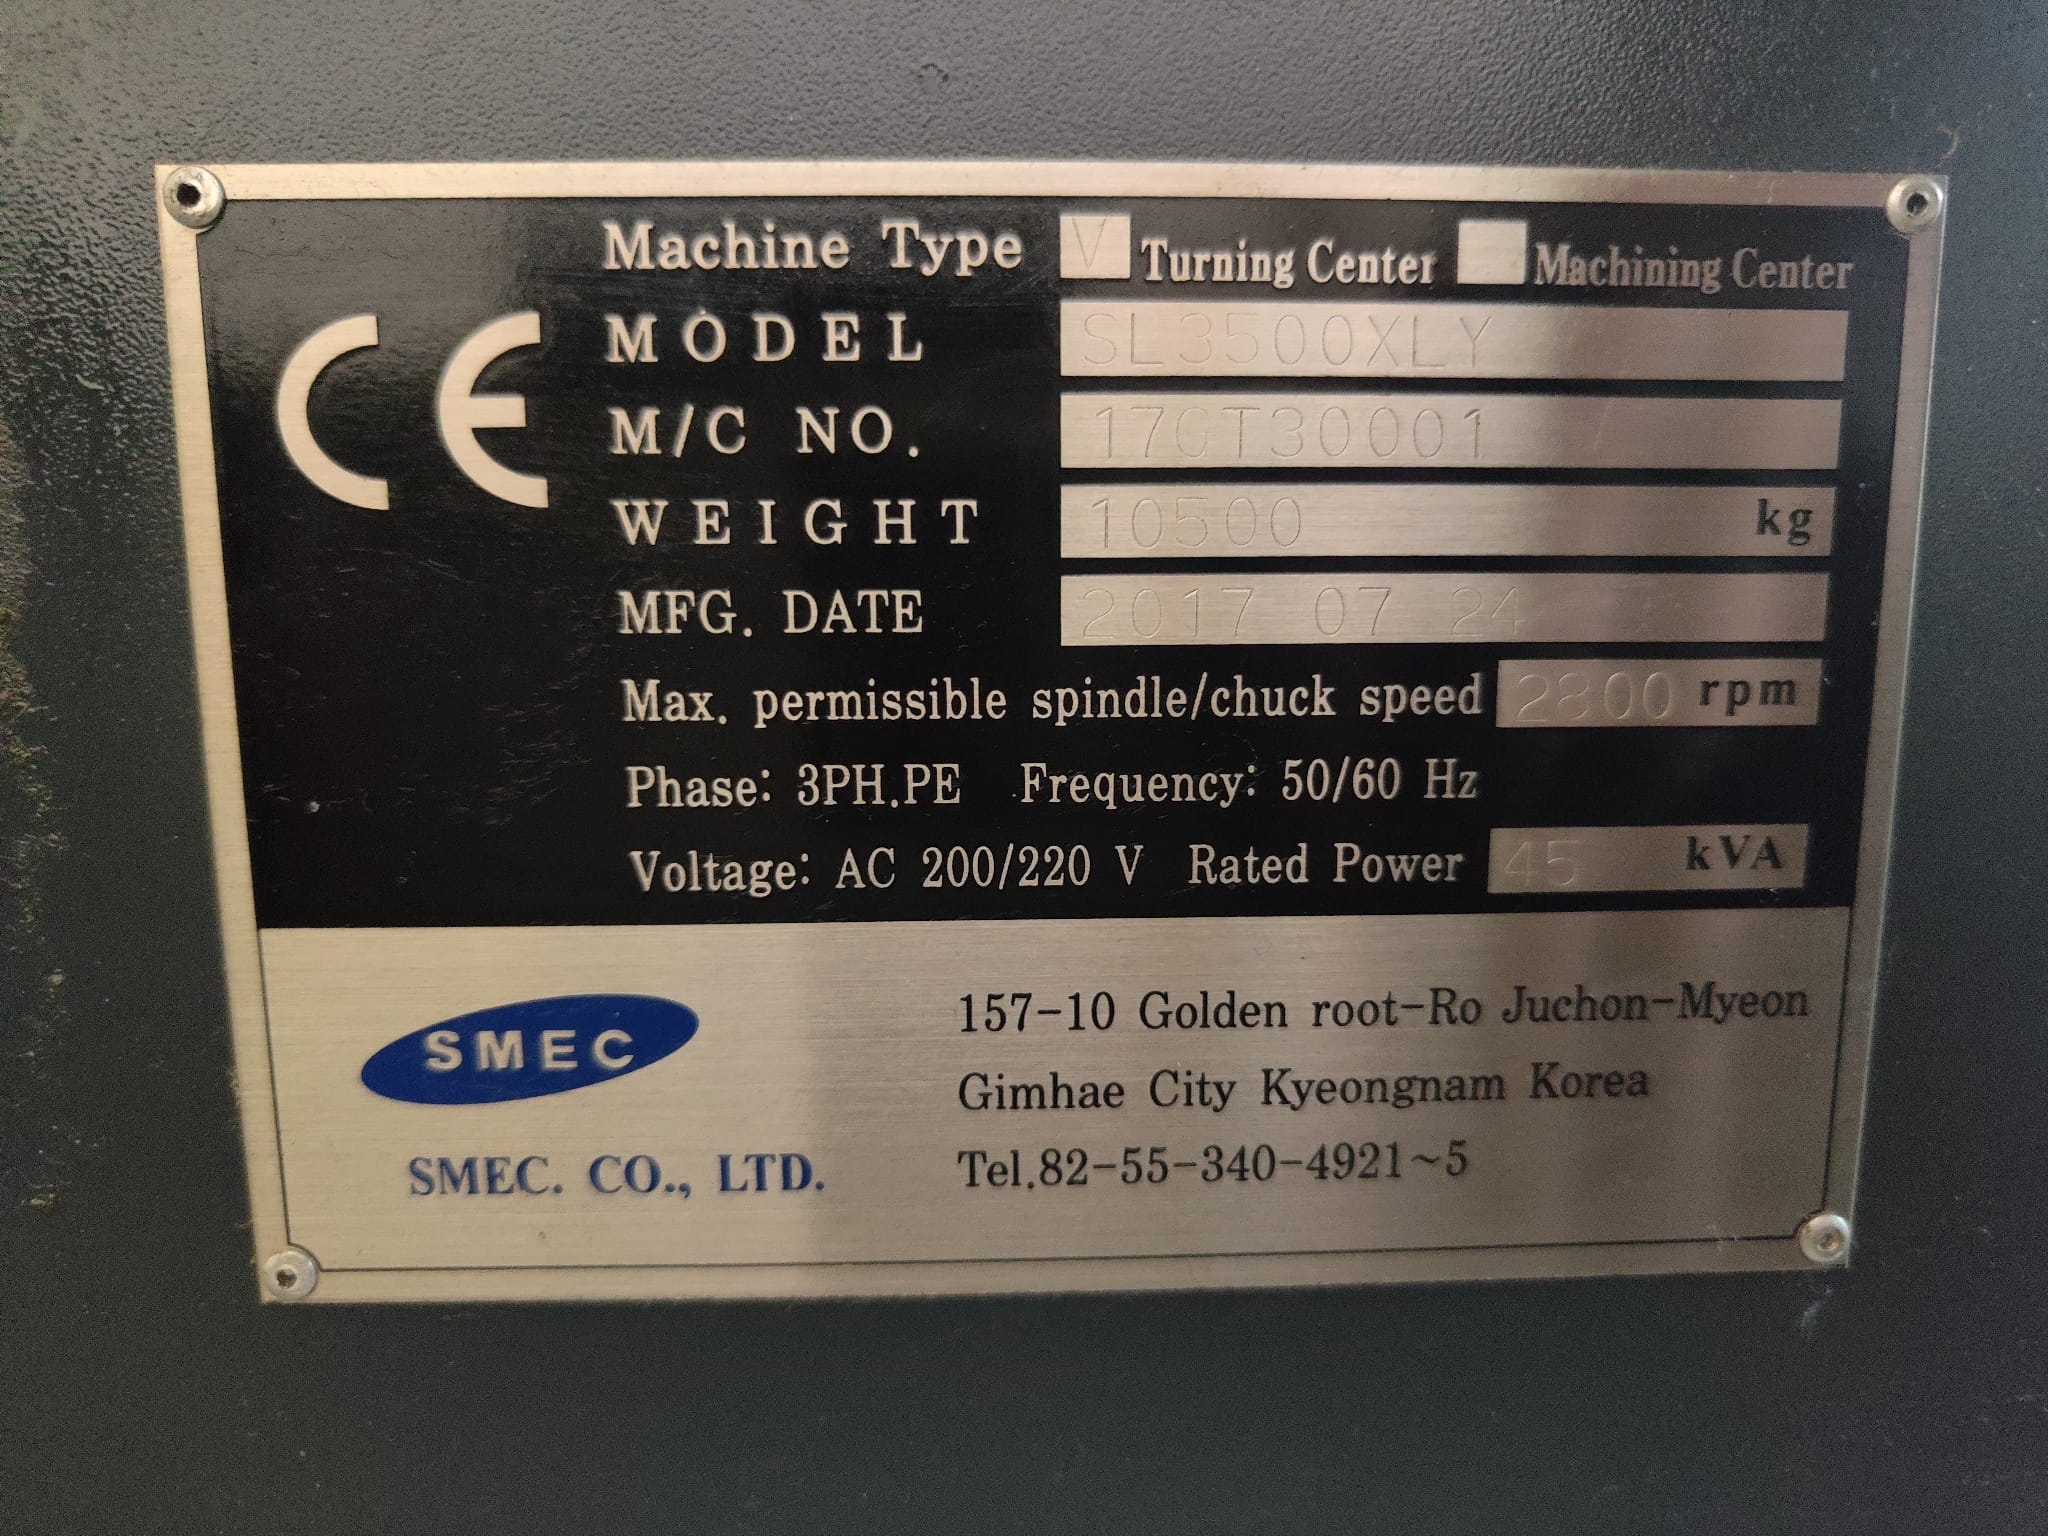 Machine Type V Turning Center Machining Center
CE
MODEL SL3500XLY
M/C NO. 17GT30001
WEIGHT 10500 kg
MFG. DATE 2017 07 24
Max. permissible spindle/chuck speed 2800 rpm
Phase: 3PH.PE Frequency: 50/60 Hz
Voltage: AC 200/220 V Rated Power 45 kVA
SMEC
SMEC. CO., LTD.
157-10 Golden root-Ro Juchon-Myeon
Gimhae City Kyeongnam Korea
Tel.82-55-340-4921~5